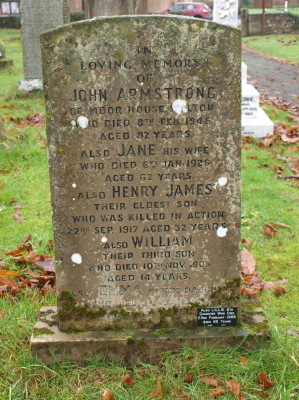 IN
LOVING MEMORY
OF
JOHN ARMSTRONG
OF MOOR HOUSE,
WHO DIED 8TH FEB 1945
AGED 82 YEARS.
ALSO JANE HIS WIFE
WHO DIED 6TH JAN 1926
AGED 62 YEARS.
ALSO HENRY JAMES
THEIR ELDEST SON
WHO WAS KILLED IN ACTION
22ND SEP. 1917 AGED 32 YEARS.
ALSO WILLIAM
THEIR THIRD SON
WHO DIED 10TH NOV.
AGED 14 YEARS.
EMMA
ALSO LILLIE